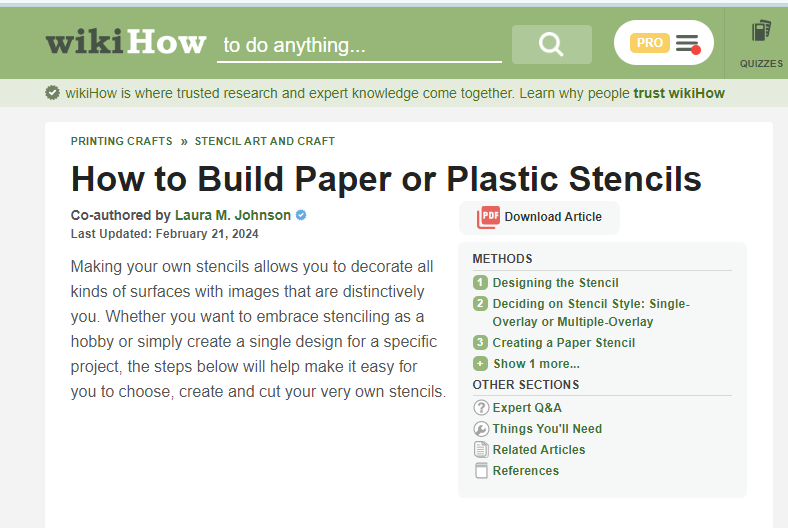 wikiHow to do anything...
PRO
QUIZZES
wikiHow is where trusted research and expert knowledge come together. Learn why people trust wikiHow
PRINTING CRAFTS » STENCIL ART AND CRAFT
How to Build Paper or Plastic Stencils
Co-authored by Laura M. Johnson
Last Updated: February 21, 2024
PDF Download Article
Making your own stencils allows you to decorate all
kinds of surfaces with images that are distinctively
you. Whether you want to embrace stenciling as a
hobby or simply create a single design for a specific
project, the steps below will help make it easy for
you to choose, create and cut your very own stencils.
METHODS
1 Designing the Stencil
2 Deciding on Stencil Style: Single-
Overlay or Multiple-Overlay
3 Creating a Paper Stencil
+ Show 1 more...
OTHER SECTIONS
? Expert Q&A
Things You'll Need
Related Articles
References